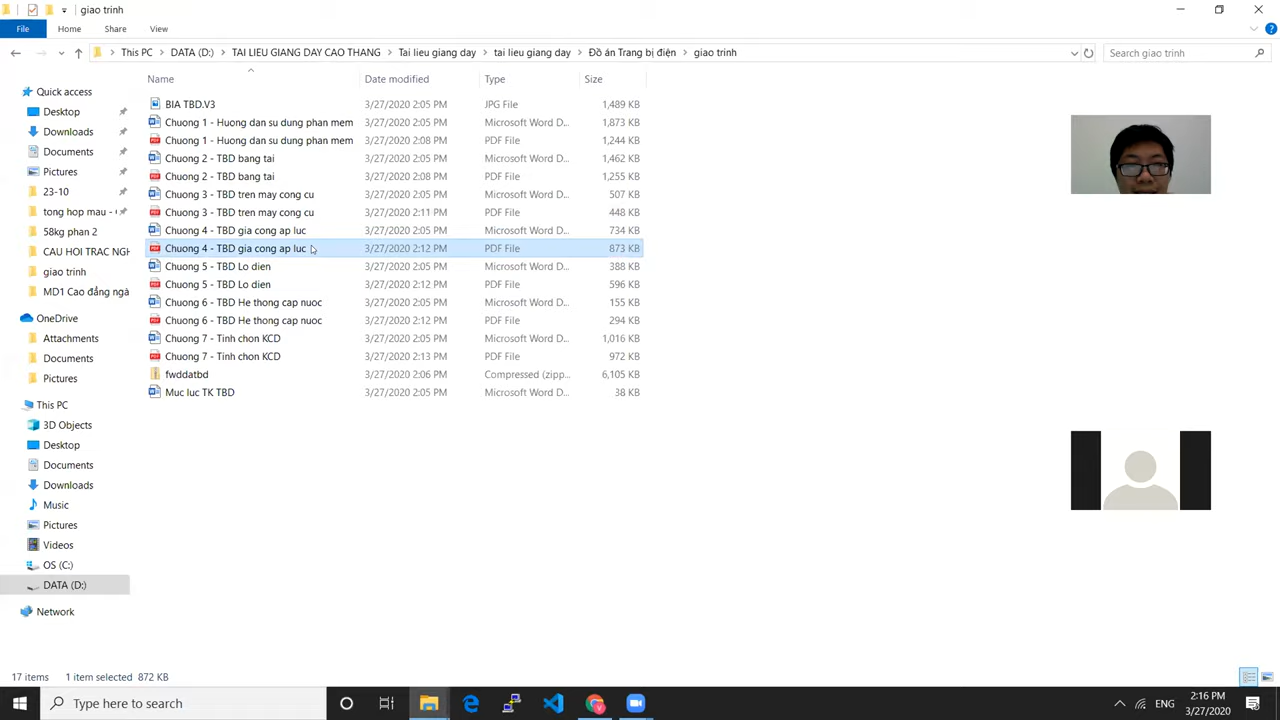 giao trinh
File Home Share View
This PC DATA (D:) TAI LIEU GIANG DAY CAO THANG Tai lieu giang day tai lieu giang day Đồ án Trang bị điện giao trinh
Search giao trinh
Name Date modified Type Size
BIA TBD.V3 3/27/2020 2:05 PM JPG File 1,489 KB
Chuong 1 - Huong dan su dung phan mem 3/27/2020 2:05 PM Microsoft Word D... 1,873 KB
Chuong 1 - Huong dan su dung phan mem 3/27/2020 2:08 PM PDF File 1,244 KB
Chuong 2 - TBD bang tai 3/27/2020 2:05 PM Microsoft Word D... 1,462 KB
Chuong 2 - TBD bang tai 3/27/2020 2:08 PM PDF File 1,255 KB
Chuong 3 - TBD tren may cong cu 3/27/2020 2:05 PM Microsoft Word D... 507 KB
Chuong 3 - TBD tren may cong cu 3/27/2020 2:11 PM PDF File 448 KB
Chuong 4 - TBD gia cong ap luc 3/27/2020 2:05 PM Microsoft Word D... 734 KB
Chuong 4 - TBD gia cong ap luc 3/27/2020 2:12 PM PDF File 873 KB
Chuong 5 - TBD Lo dien 3/27/2020 2:05 PM Microsoft Word D... 388 KB
Chuong 5 - TBD Lo dien 3/27/2020 2:12 PM PDF File 596 KB
Chuong 6 - TBD He thong cap nuoc 3/27/2020 2:05 PM Microsoft Word D... 155 KB
Chuong 6 - TBD He thong cap nuoc 3/27/2020 2:12 PM PDF File 294 KB
Chuong 7 - Tinh chon KCD 3/27/2020 2:05 PM Microsoft Word D... 1,016 KB
Chuong 7 - Tinh chon KCD 3/27/2020 2:13 PM PDF File 972 KB
fwddatbd 3/27/2020 2:06 PM Compressed (zipp... 6,105 KB
Muc luc TK TBD 3/27/2020 2:05 PM Microsoft Word D... 38 KB
Quick access
Desktop
Downloads
Documents
Pictures
23-10
tong hop mau -
58kg phan 2
CAU HOI TRAC NGH
giao trinh
MD1 Cao đẳng ngà
OneDrive
Attachments
Documents
Pictures
This PC
3D Objects
Desktop
Documents
Downloads
Music
Pictures
Videos
OS (C:)
DATA (D:)
Network
17 items 1 item selected 872 KB
Type here to search
ENG
2:16 PM
3/27/2020